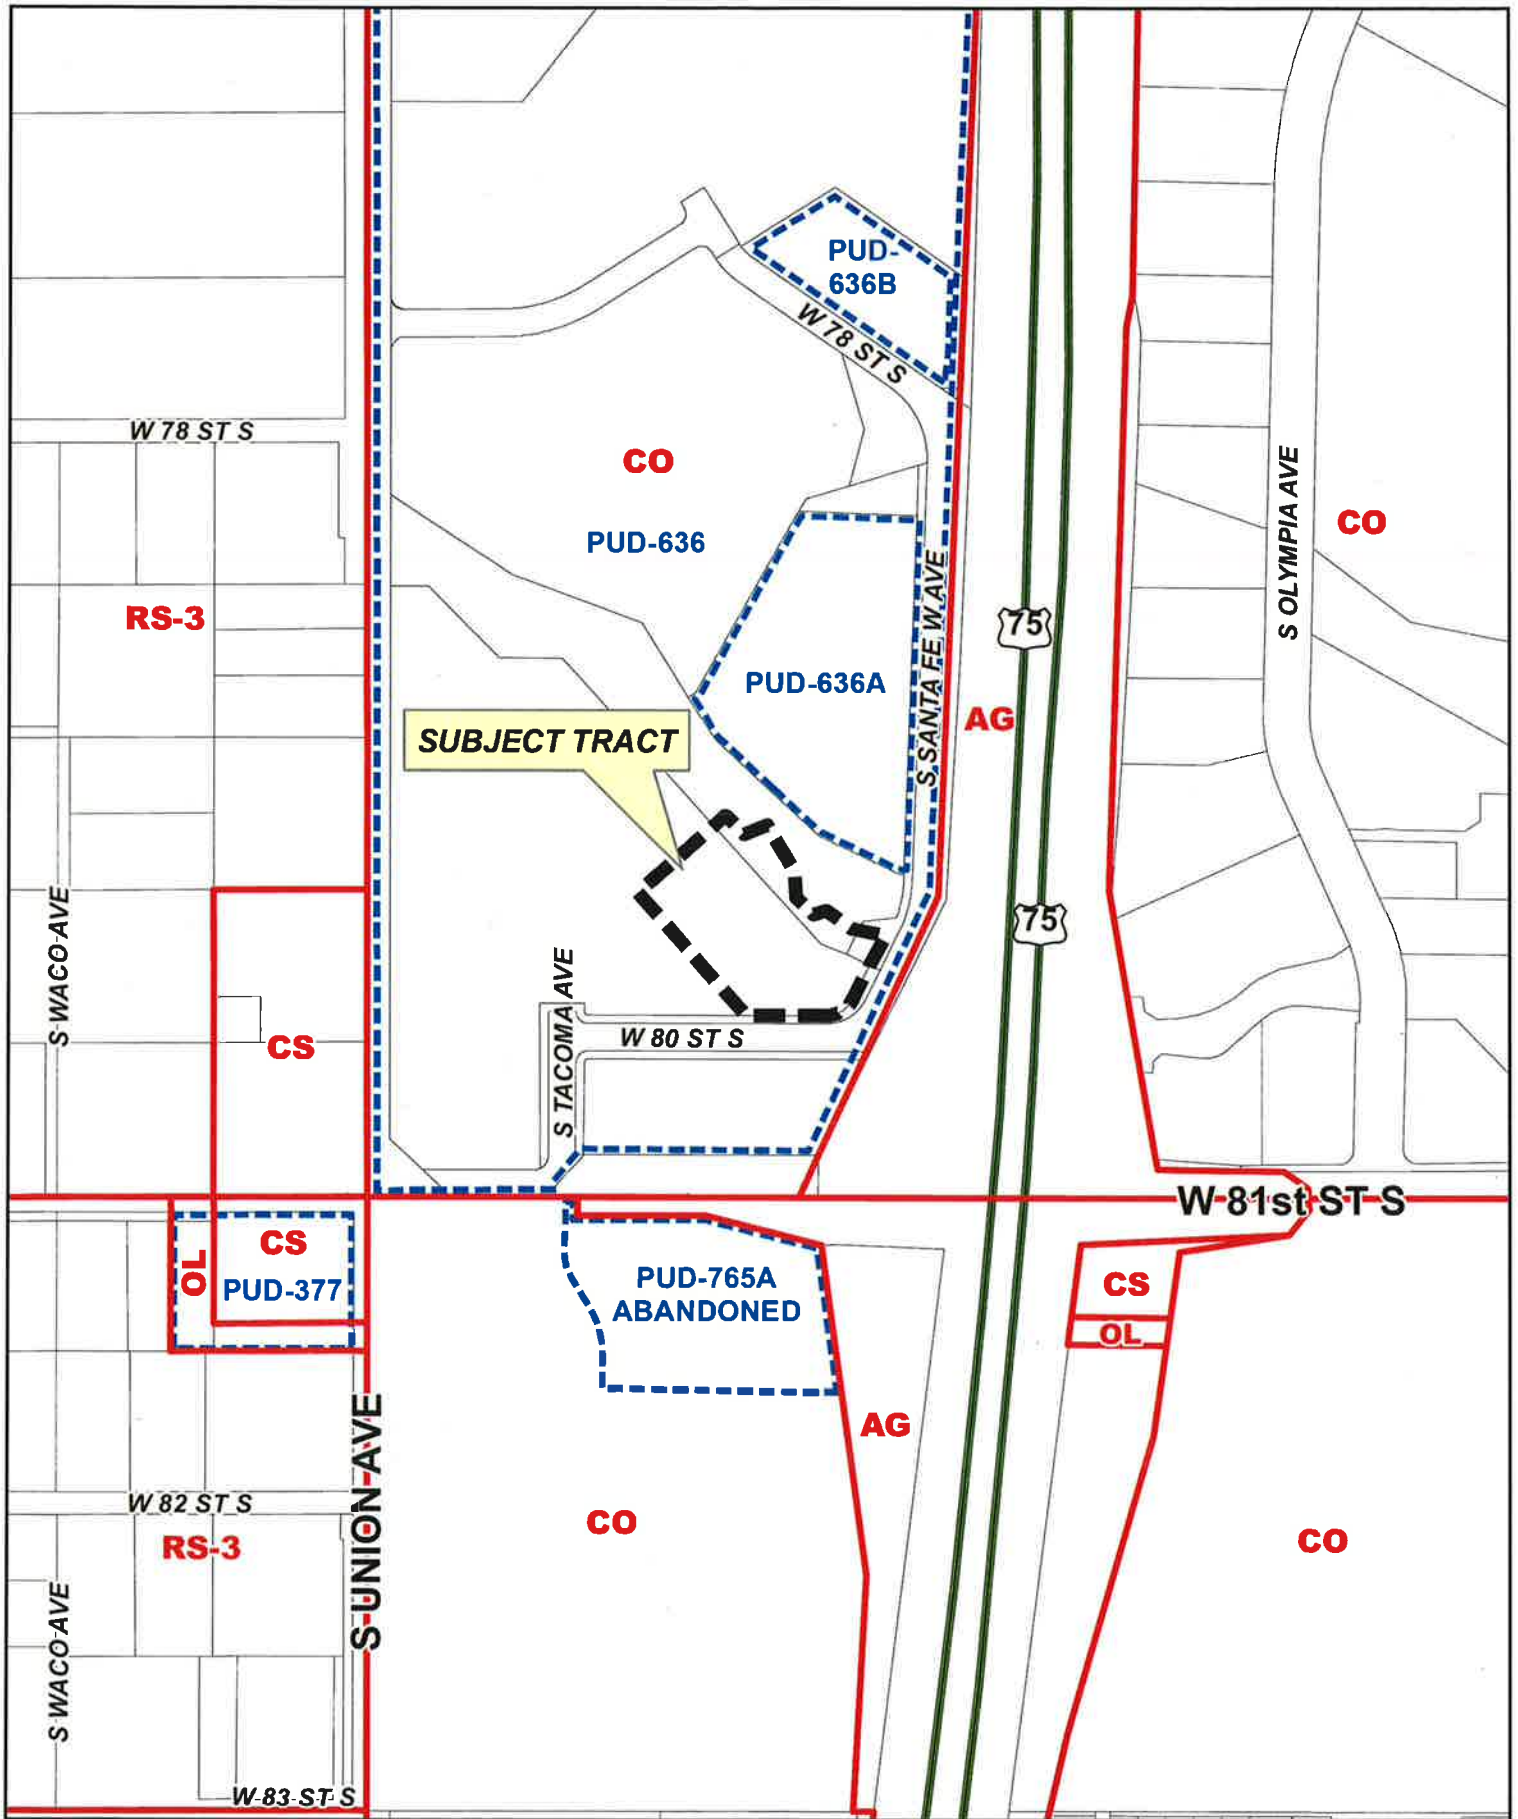 PUD-
636B
W 78 ST S
W 78 ST S
CO
PUD-636
CO
S OLYMPIA AVE
RS-3
75
S SANTA FE W AVE
PUD-636A
AG
SUBJECT TRACT
75
S WACO AVE
S TACOMA AVE
W 80 ST S
CS
W 81st ST S
CS
OL
PUD-377
PUD-765A
ABANDONED
CS
OL
AG
S UNION AVE
W 82 ST S
RS-3
CO
CO
S WACO AVE
W 83 ST S